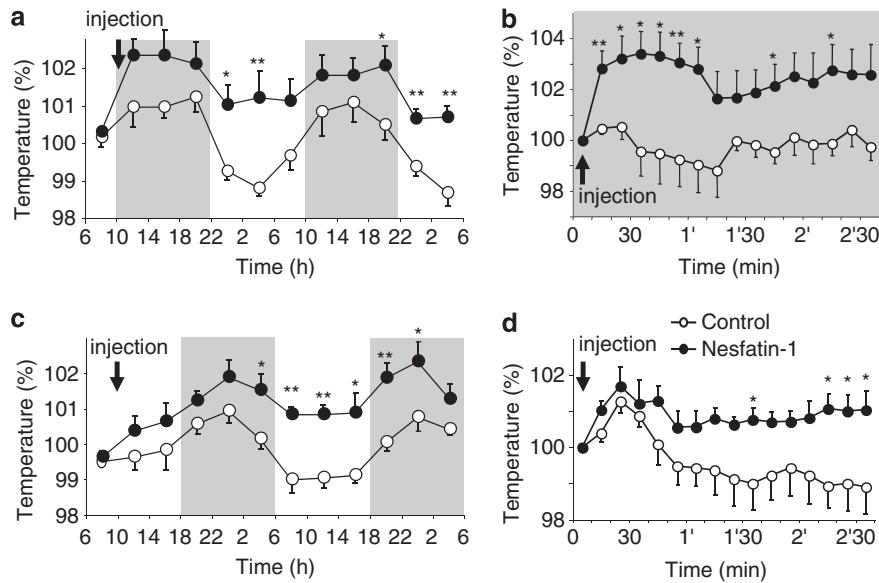 a
injection
Temperature (%)
102
101
100
99
98
* ** * ** **
6 10 14 18 22 2 6 10 14 18 22 2 6
Time (h)
b
Temperature (%)
104
102
100
98
** * * * ** * * *
injection
0 30 1' 1'30 2' 2'30
Time (min)
c
injection
Temperature (%)
102
101
100
99
98
* ** ** * ** *
6 10 14 18 22 2 6 10 14 18 22 2 6
Time (h)
d
Control
Nesfatin-1
injection
Temperature (%)
102
100
98
* * * *
0 30 1' 1'30 2' 2'30
Time (min)